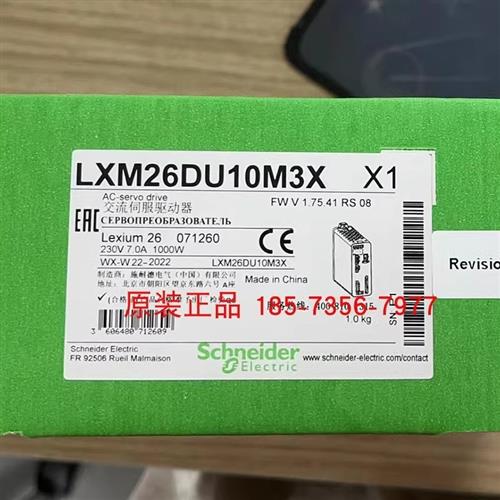 LXM26DU10M3X X1
AC-servo drive FW V 1.75.41 RS 08
交流伺服驱动器
EAC СЕРВОПРЕОБРАЗОВАТЕЛЬ
Lexium 26 071260
230V 7.0A 1000W
WX-W 22-2022 LXM26DU10M3X
制造商: 施耐德电气(中国)有限公司 Made in
地址: 北京市朝阳区望京东路六号 A座 China
Revision
原装正品 185-7356-7977
1.0 kg
3 606480 712609
Schneider Electric
FR 92506 Rueil Malmaison
Schneider Electric
www.schneider-electric.com/contact